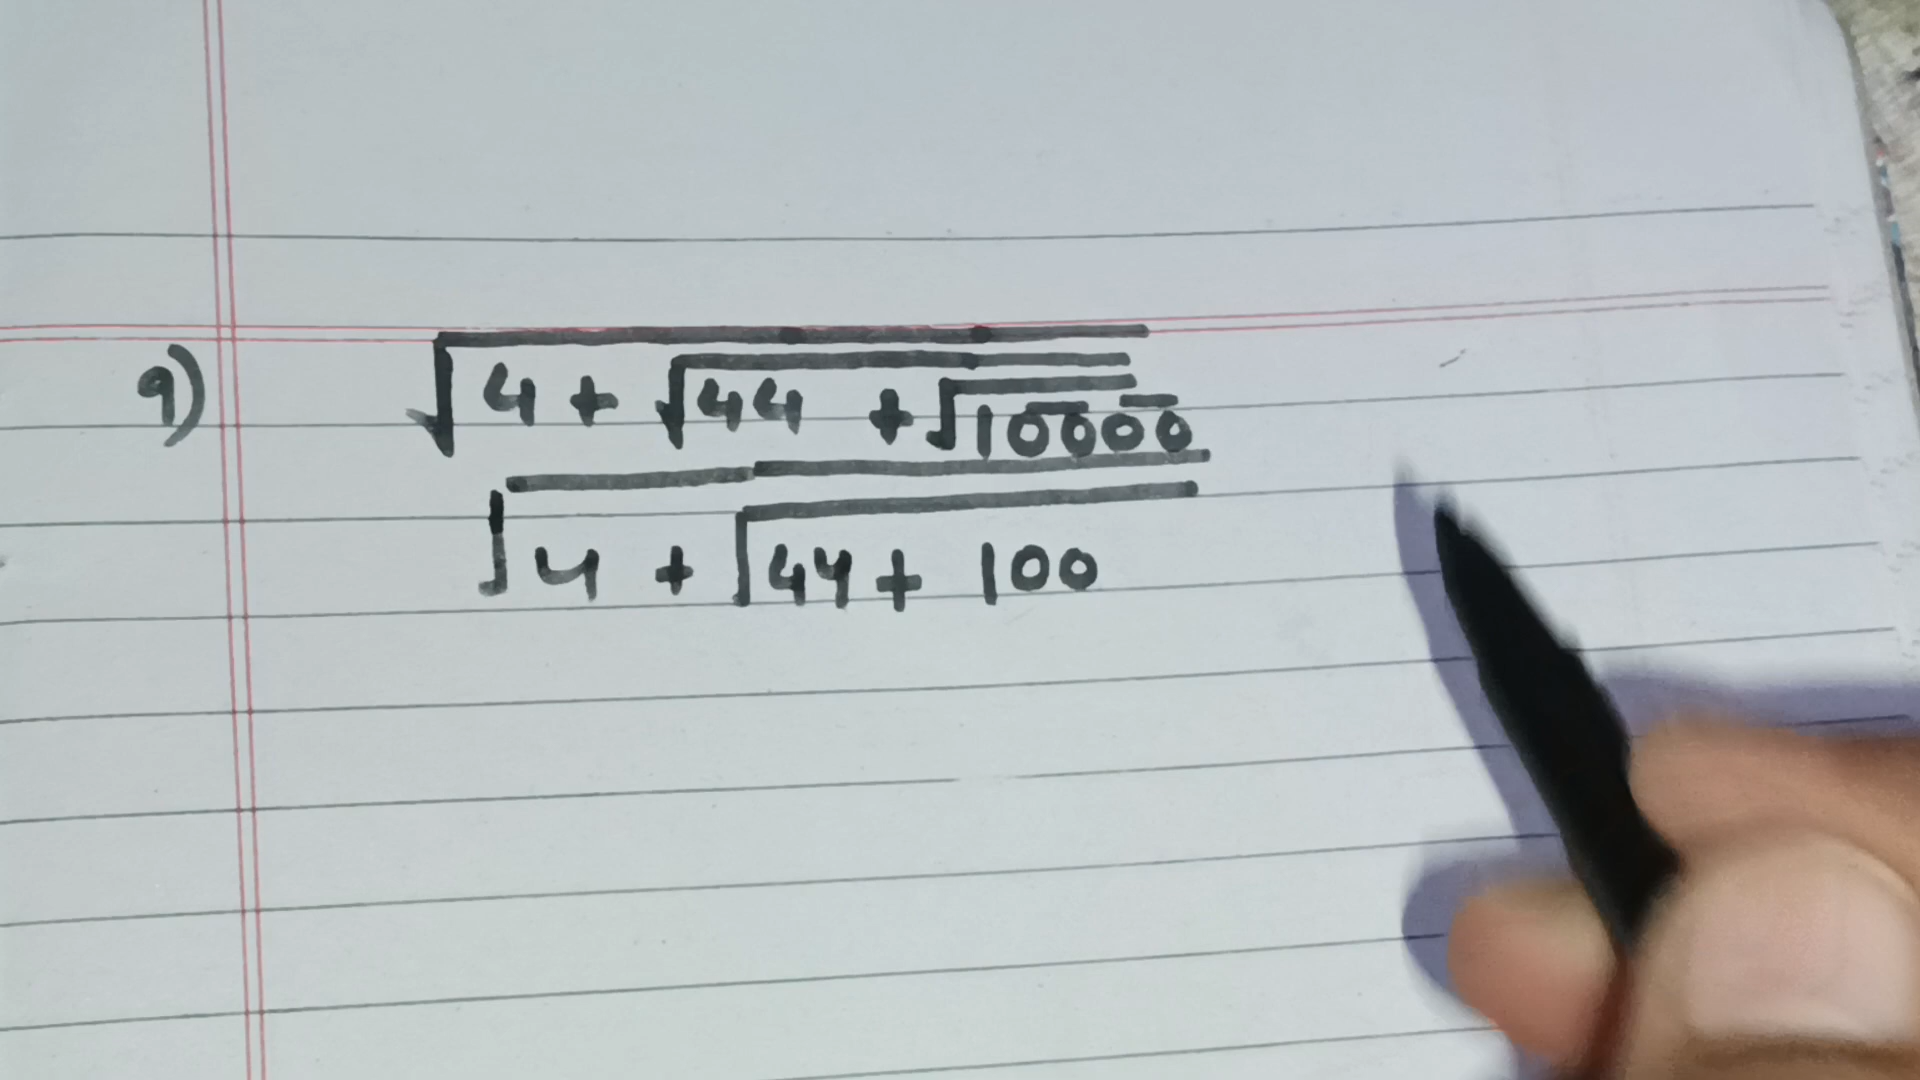 9) √4 + √44 + √10000
√4 + √44 + 100